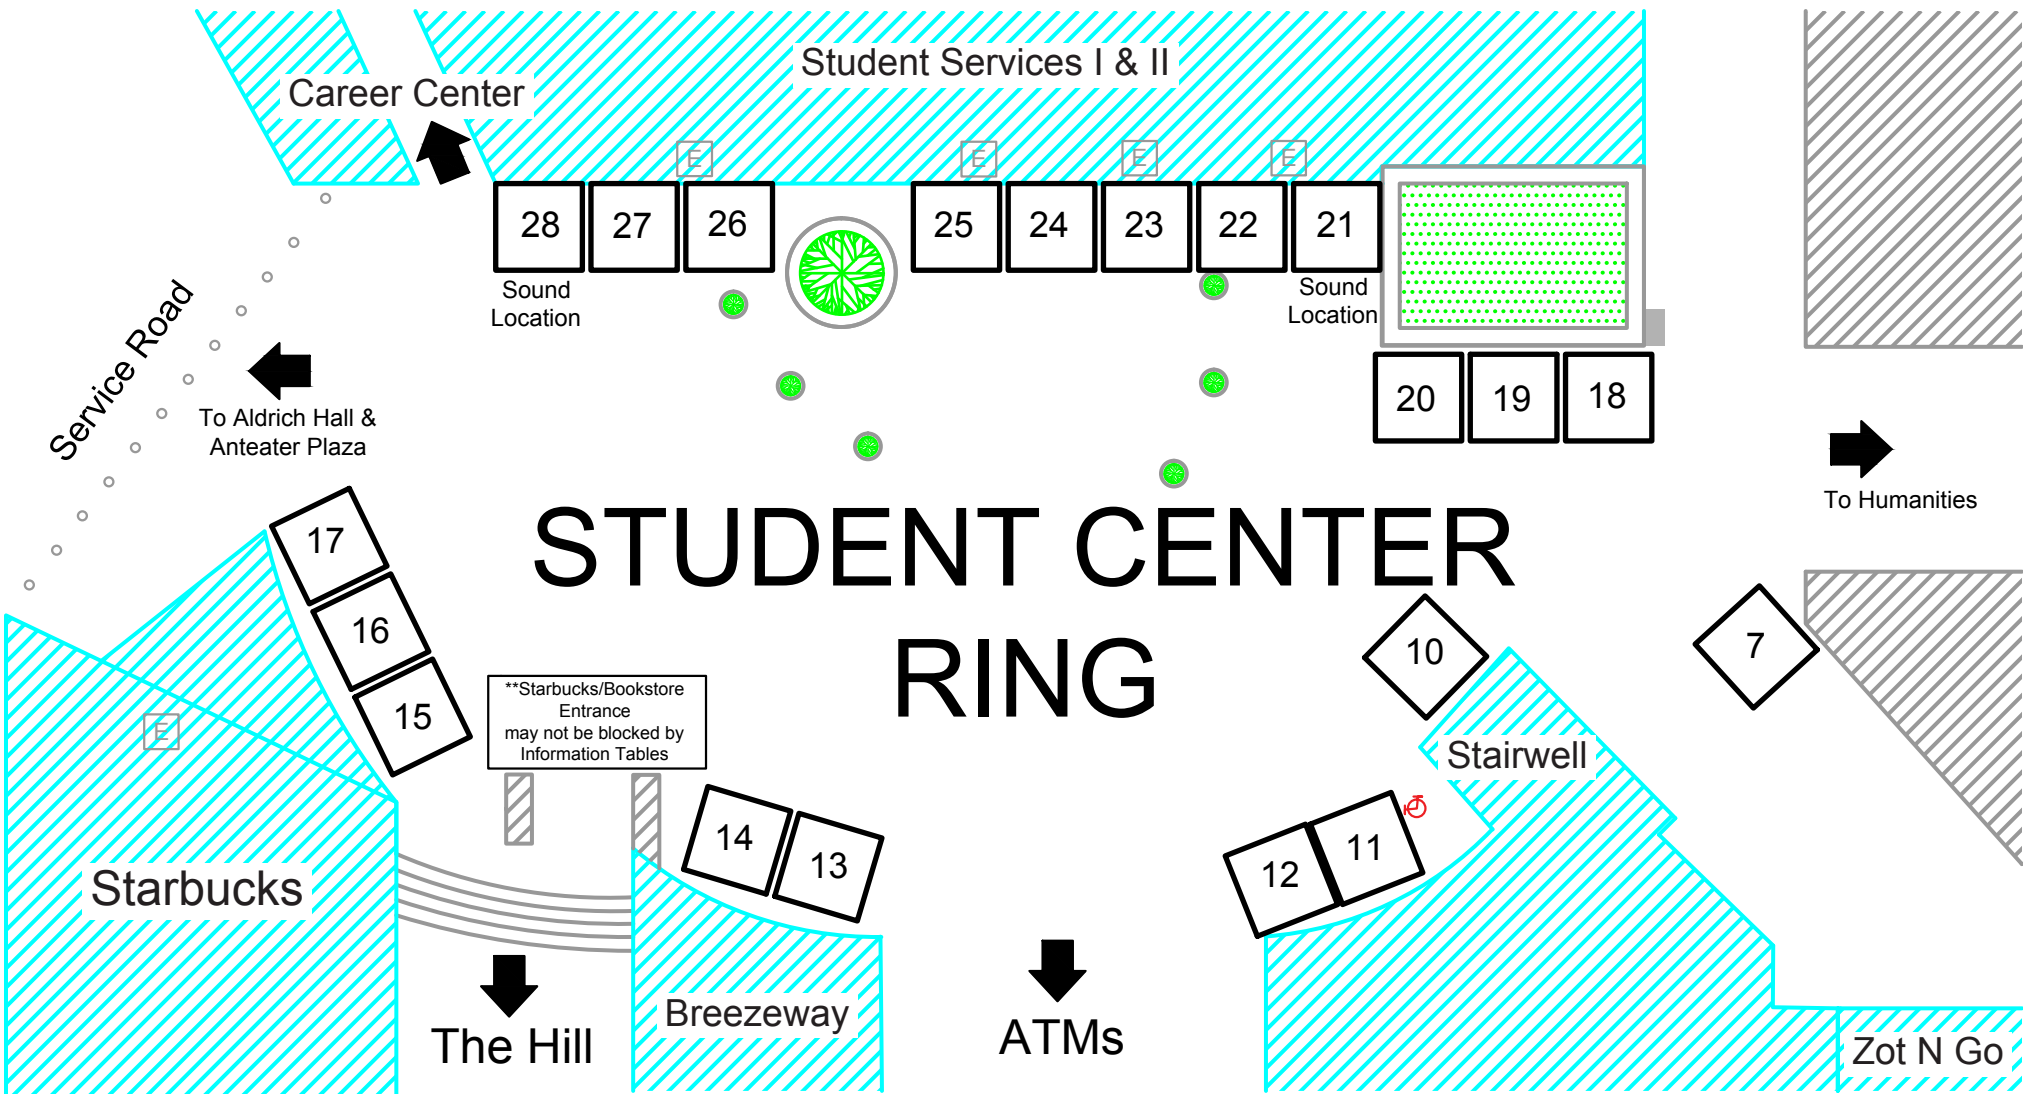 Student Services I & II
Career Center
E
E
E
E
28
27
26
25
24
23
22
21
Sound
Location
Sound
Location
Service Road
To Aldrich Hall &
Anteater Plaza
20
19
18
To Humanities
17
16
15
STUDENT CENTER
RING
10
7
**Starbucks/Bookstore
Entrance
may not be blocked by
Information Tables
E
Stairwell
14
13
12
11
Starbucks
Breezeway
The Hill
ATMs
Zot N Go